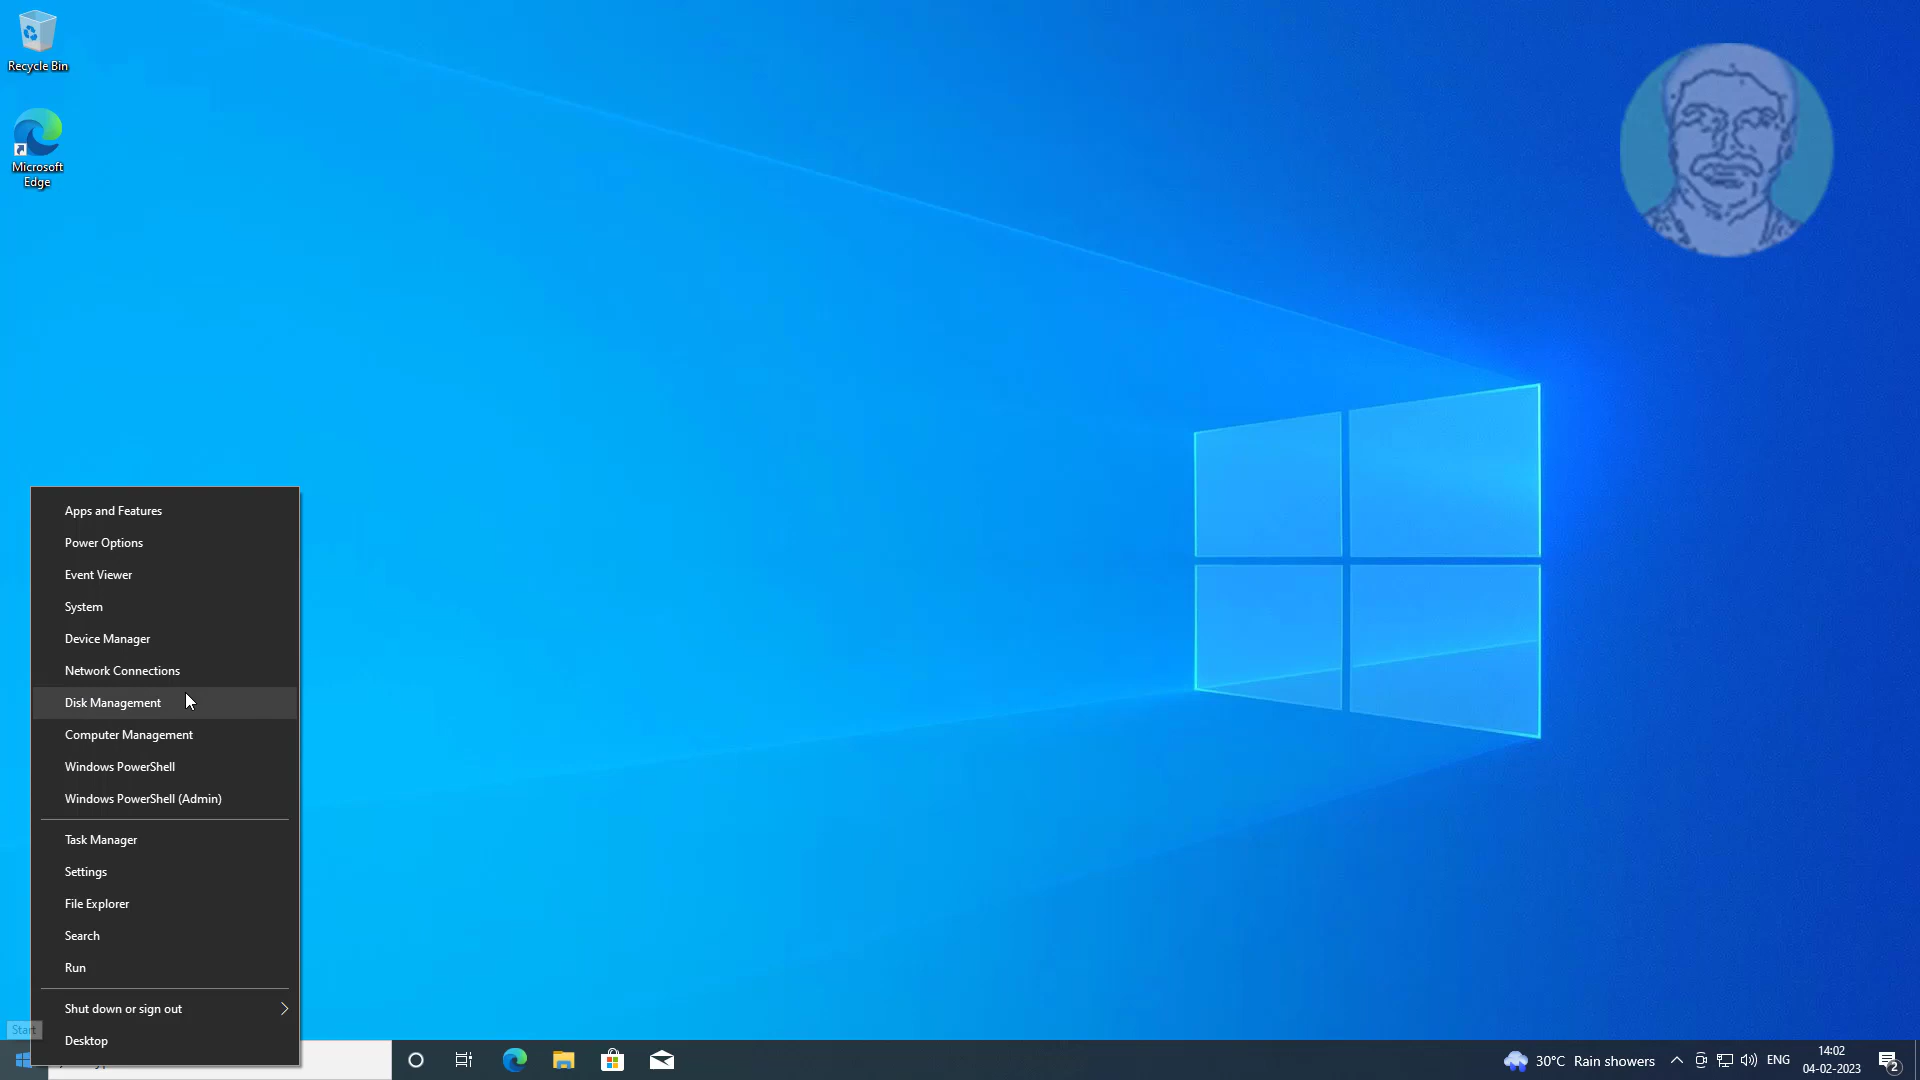 Recycle Bin
Microsoft
Edge
Apps and Features
Power Options
Event Viewer
System
Device Manager
Network Connections
Disk Management
Computer Management
Windows PowerShell
Windows PowerShell (Admin)
Task Manager
Settings
File Explorer
Search
Run
Shut down or sign out
Desktop
Start
30°C Rain showers
ENG
14:02
04-02-2023
2